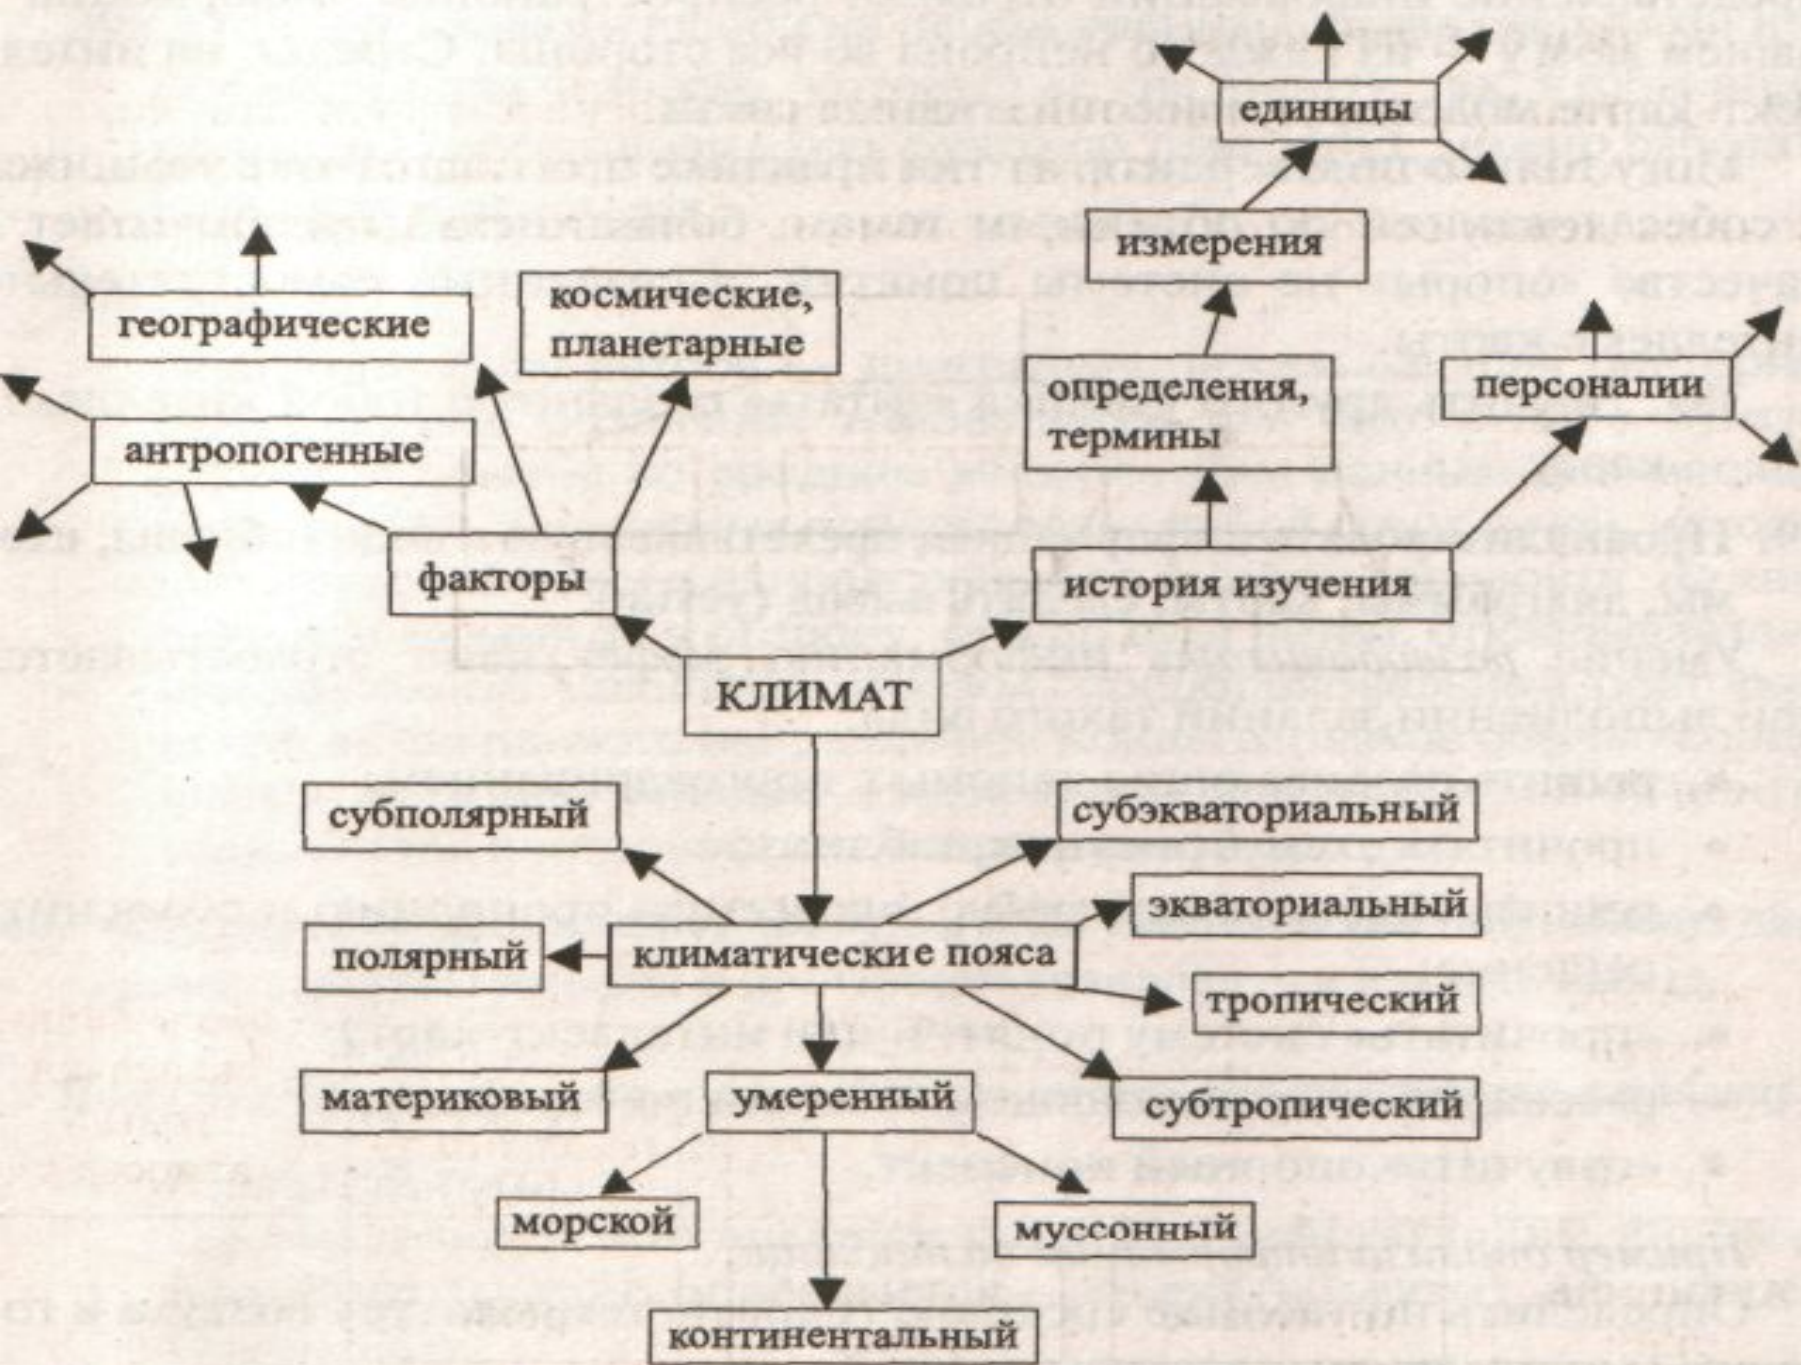 единицы
измерения
географические
космические,
планетарные
определения,
термины
персоналии
антропогенные
факторы
история изучения
КЛИМАТ
субполярный
субэкваториальный
экваториальный
полярный
климатические пояса
тропический
материковый
умеренный
субтропический
морской
муссонный
континентальный